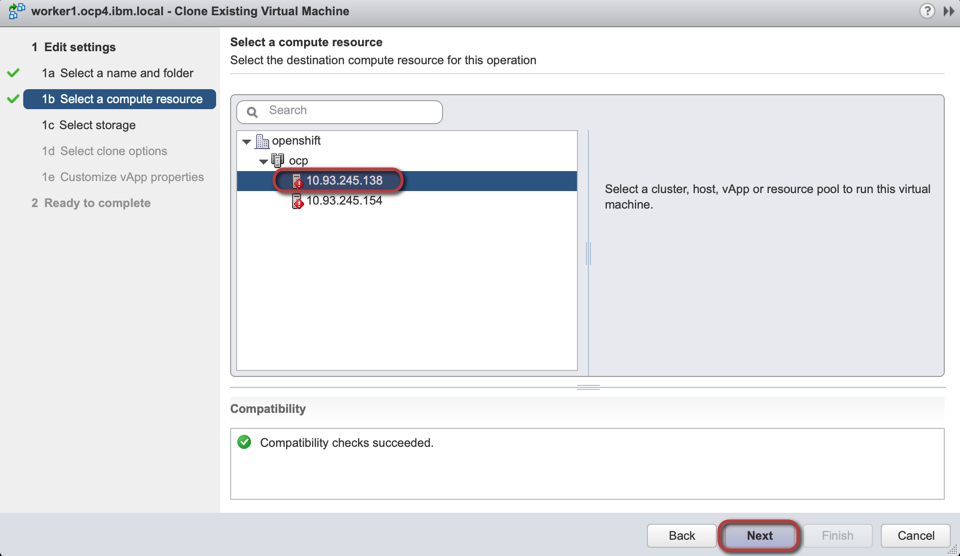 worker1.ocp4.ibm.local - Clone Existing Virtual Machine
?
1 Edit settings
1a Select a name and folder
1b Select a compute resource
1c Select storage
1d Select clone options
1e Customize vApp properties
2 Ready to complete
Select a compute resource
Select the destination compute resource for this operation
Search
openshift
ocp
10.93.245.138
10.93.245.154
Select a cluster, host, vApp or resource pool to run this virtual
machine.
Compatibility
Compatibility checks succeeded.
Back
Next
Finish
Cancel